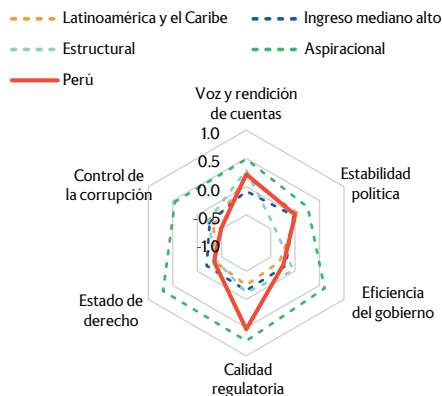 Latinoamérica y el Caribe
Ingreso mediano alto
Estructural
Aspiracional
Perú
Voz y rendición
de cuentas
1.0
0.5
0.0
-0.5
-1.0
Estabilidad
política
Eficiencia
del gobierno
Calidad
regulatoria
Estado de
derecho
Control de
la corrupción